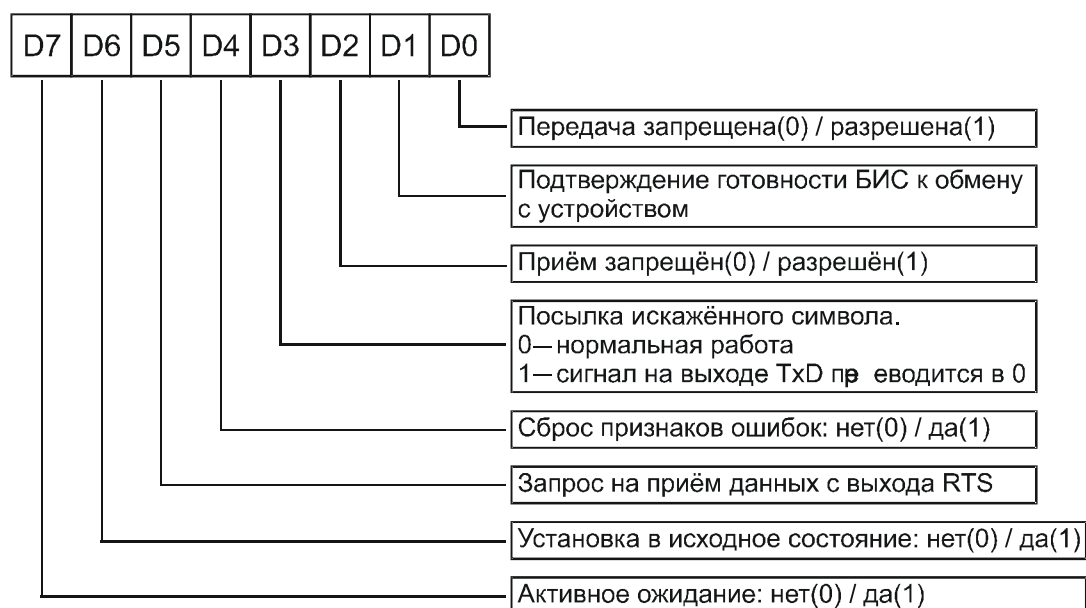 D7 D6 D5 D4 D3 D2 D1 D0
Передача запрещена(0) / разрешена(1)
Подтверждение готовности БИС к обмену
с устройством
Приём запрещён(0) / разрешён(1)
Посылка искажённого символа.
0—нормальная работа
1—сигнал на выходе TxD переводится в 0
Сброс признаков ошибок: нет(0) / да(1)
Запрос на приём данных с выхода RTS
Установка в исходное состояние: нет(0) / да(1)
Активное ожидание: нет(0) / да(1)